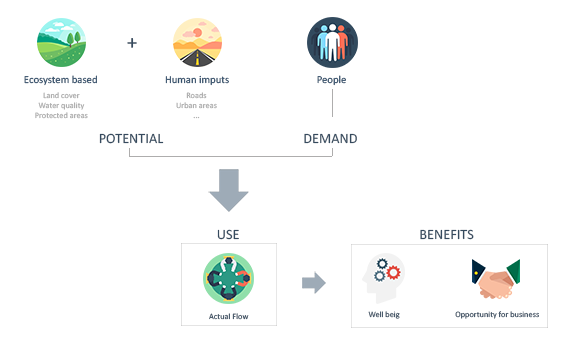 +
Ecosystem based
Human imputs
People
Land cover
Water quality
Protected areas
Roads
Urban areas
...
POTENTIAL
DEMAND
USE
BENEFITS
Actual Flow
Well beig
Opportunity for business